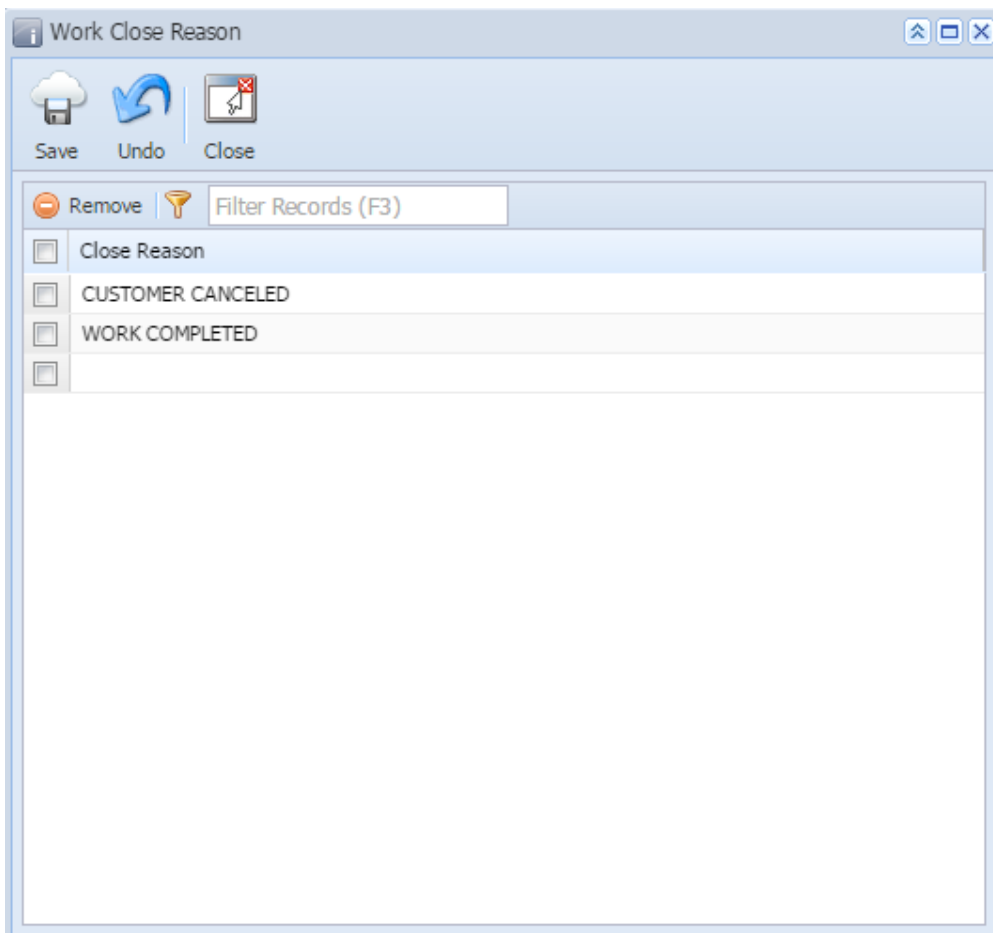 Work Close Reason
Save Undo Close
Remove Filter Records (F3)
Close Reason
CUSTOMER CANCELED
WORK COMPLETED